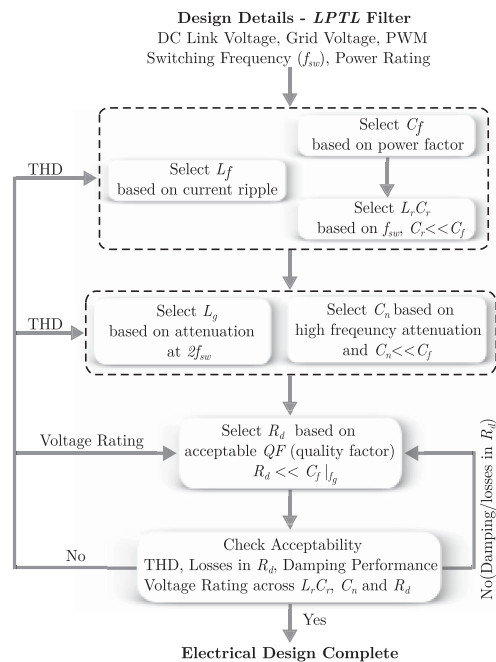 Design Details - LPTL Filter
DC Link Voltage, Grid Voltage, PWM
Switching Frequency (fsw), Power Rating
THD
Select Lf
based on current ripple
Select Cf
based on power factor
Select LrCr
based on fsw, Cr<<Cf
THD
Select Lg
based on attenuation
at 2fsw
Select Cn based on
high freqeuncy attenuation
and Cn<<Cf
Voltage Rating
Select Rd based on
acceptable QF (quality factor)
Rd << Cf |fg
No(Damping/losses in Rd)
No
Check Acceptability
THD, Losses in Rd, Damping Performance
Voltage Rating across LrCr, Cn and Rd
Yes
Electrical Design Complete